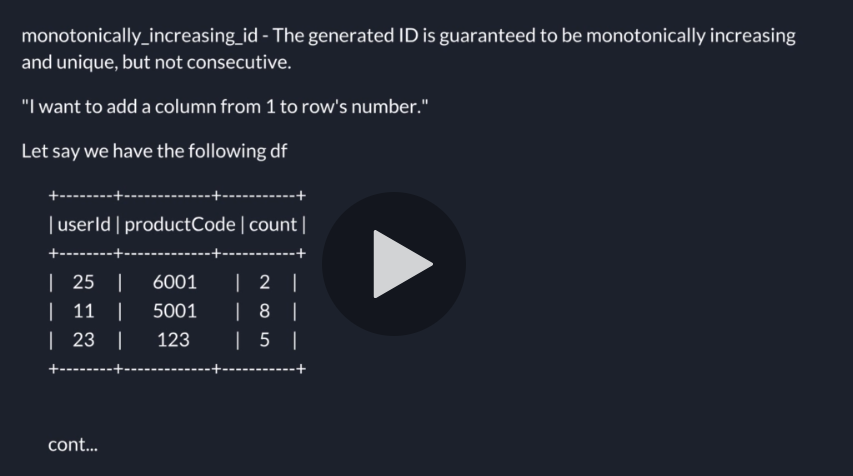 monotonically_increasing_id - The generated ID is guaranteed to be monotonically increasing
and unique, but not consecutive.
"I want to add a column from 1 to row's number."
Let say we have the following df
+--------+-------------+-----------+
| userId | productCode | count |
+--------+-------------+-----------+
| 25 | 6001 | 2 |
| 11 | 5001 | 8 |
| 23 | 123 | 5 |
+--------+-------------+-----------+
cont...